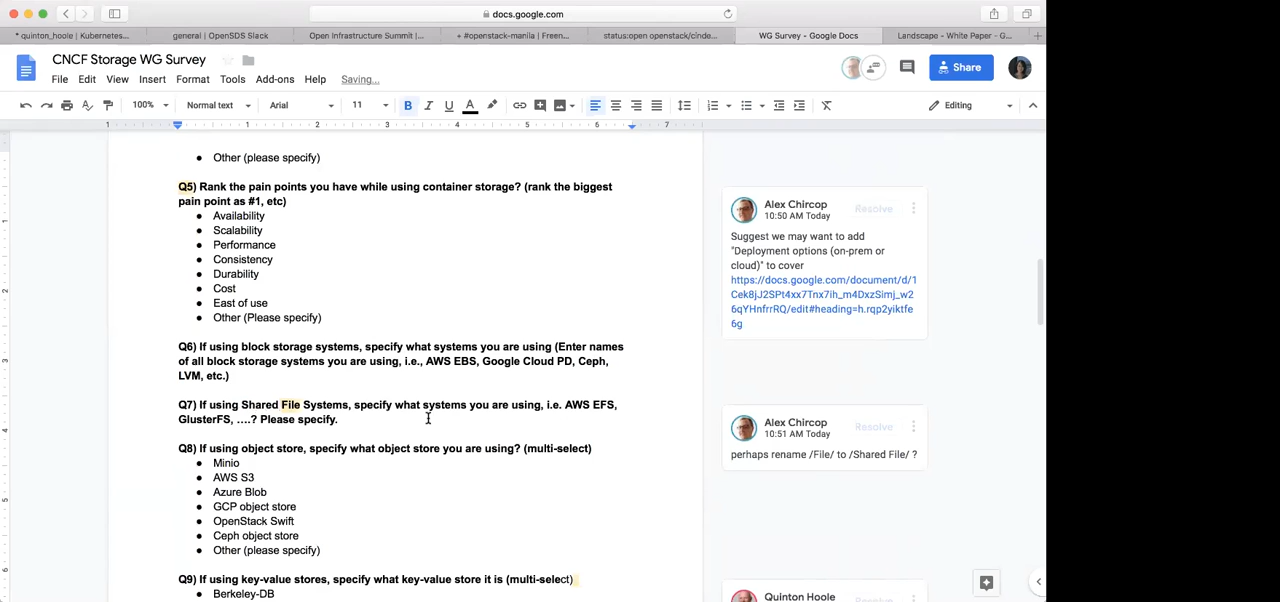 docs.google.com
* quinton_hoole | Kubernetes...
general | OpenSDS Slack
Open Infrastructure Summit |...
+ #openstack-manila | Freen...
status:open openstack/cinde...
WG Survey - Google Docs
Landscape - White Paper - G...
CNCF Storage WG Survey
File Edit View Insert Format Tools Add-ons Help Saving...
Share
100% Normal text Arial 11 B I U A Editing
1 1 2 3 4 5 6 7
Other (please specify)
Q5) Rank the pain points you have while using container storage? (rank the biggest
pain point as #1, etc)
Availability
Scalability
Performance
Consistency
Durability
Cost
East of use
Other (Please specify)
Q6) If using block storage systems, specify what systems you are using (Enter names
of all block storage systems you are using, i.e., AWS EBS, Google Cloud PD, Ceph,
LVM, etc.)
Q7) If using Shared File Systems, specify what systems you are using, i.e. AWS EFS,
GlusterFS, ....? Please specify.
Q8) If using object store, specify what object store you are using? (multi-select)
Minio
AWS S3
Azure Blob
GCP object store
OpenStack Swift
Ceph object store
Other (please specify)
Q9) If using key-value stores, specify what key-value store it is (multi-select)
Berkeley-DB
Alex Chircop
Resolve
10:50 AM Today
Suggest we may want to add
"Deployment options (on-prem or
cloud)" to cover
https://docs.google.com/document/d/1
Cek8jJ2SPt4xx7Tnx7ih_m4DxzSimj_w2
6qYHnfrrRQ/edit#heading=h.rqp2yiktfe
6g
Alex Chircop
Resolve
10:51 AM Today
perhaps rename /File/ to /Shared File/ ?
Quinton Hoole
Resolve